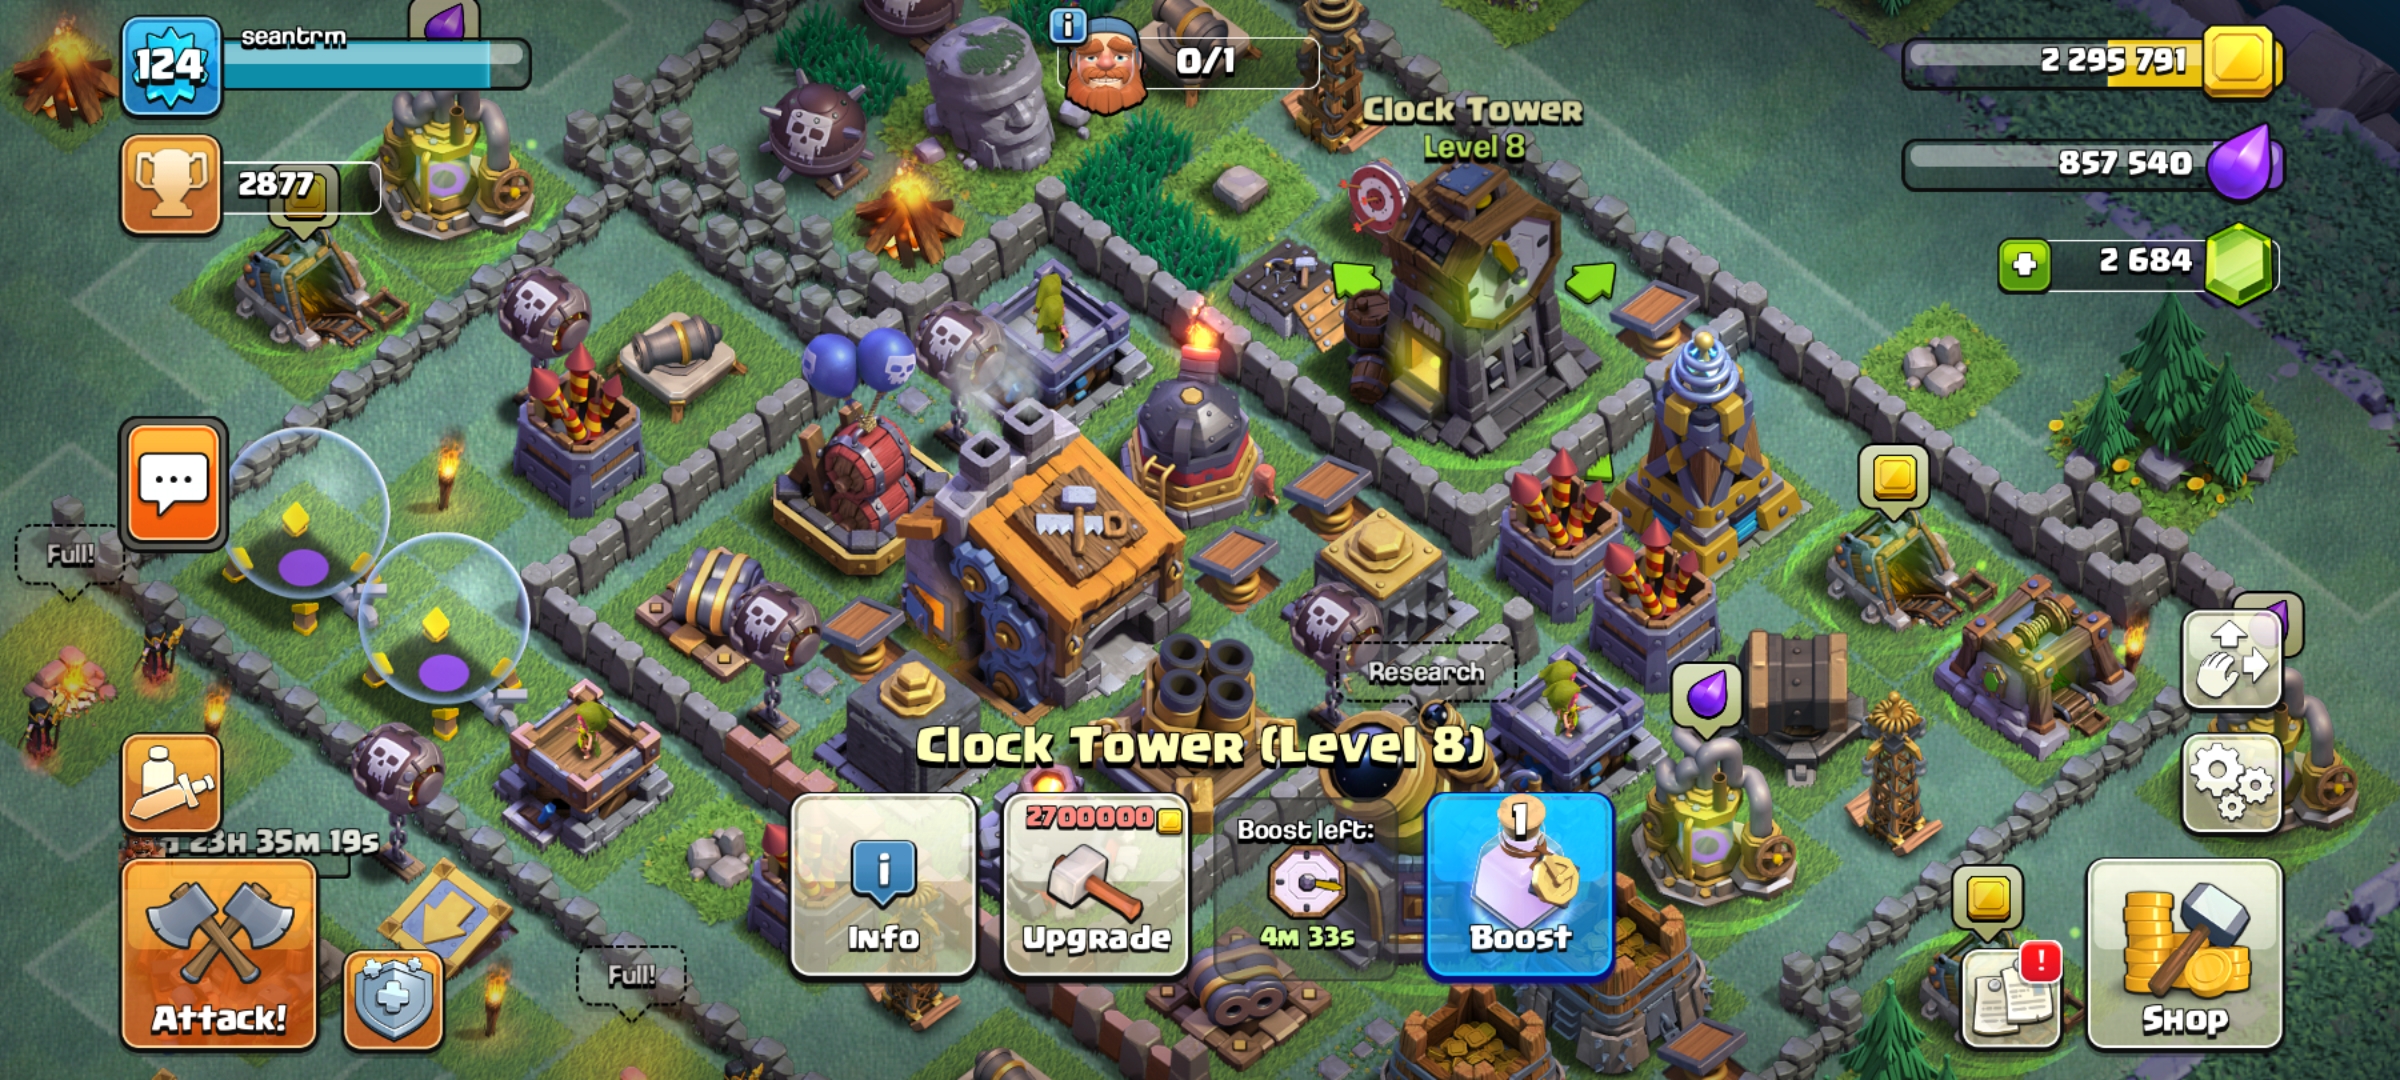 124
seantrm
0/1
2 295 791
Clock Tower
Level 8
857 540
2877
2 684
VIII
Full!
Research
Clock Tower (Level 8)
2700000
Boost left:
1
23H 35M 19s
Info
Upgrade
4M 33s
Boost
Full!
!
Attack!
Shop